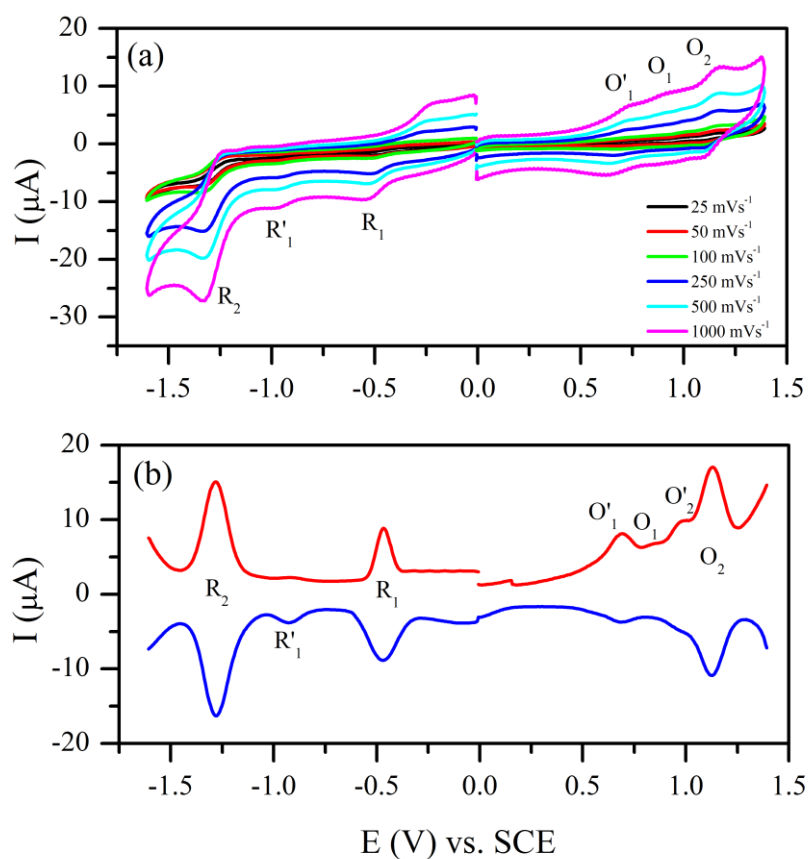 20
10
0
-10
-20
-30
I (µA)
(a)
O'1
O1
O2
R2
R'1
R1
25 mVs⁻¹
50 mVs⁻¹
100 mVs⁻¹
250 mVs⁻¹
500 mVs⁻¹
1000 mVs⁻¹
-1.5 -1.0 -0.5 0.0 0.5 1.0 1.5
20
10
0
-10
-20
I (µA)
(b)
O'1
O1
O'2
O2
R2
R1
R'1
-1.5 -1.0 -0.5 0.0 0.5 1.0 1.5
E (V) vs. SCE